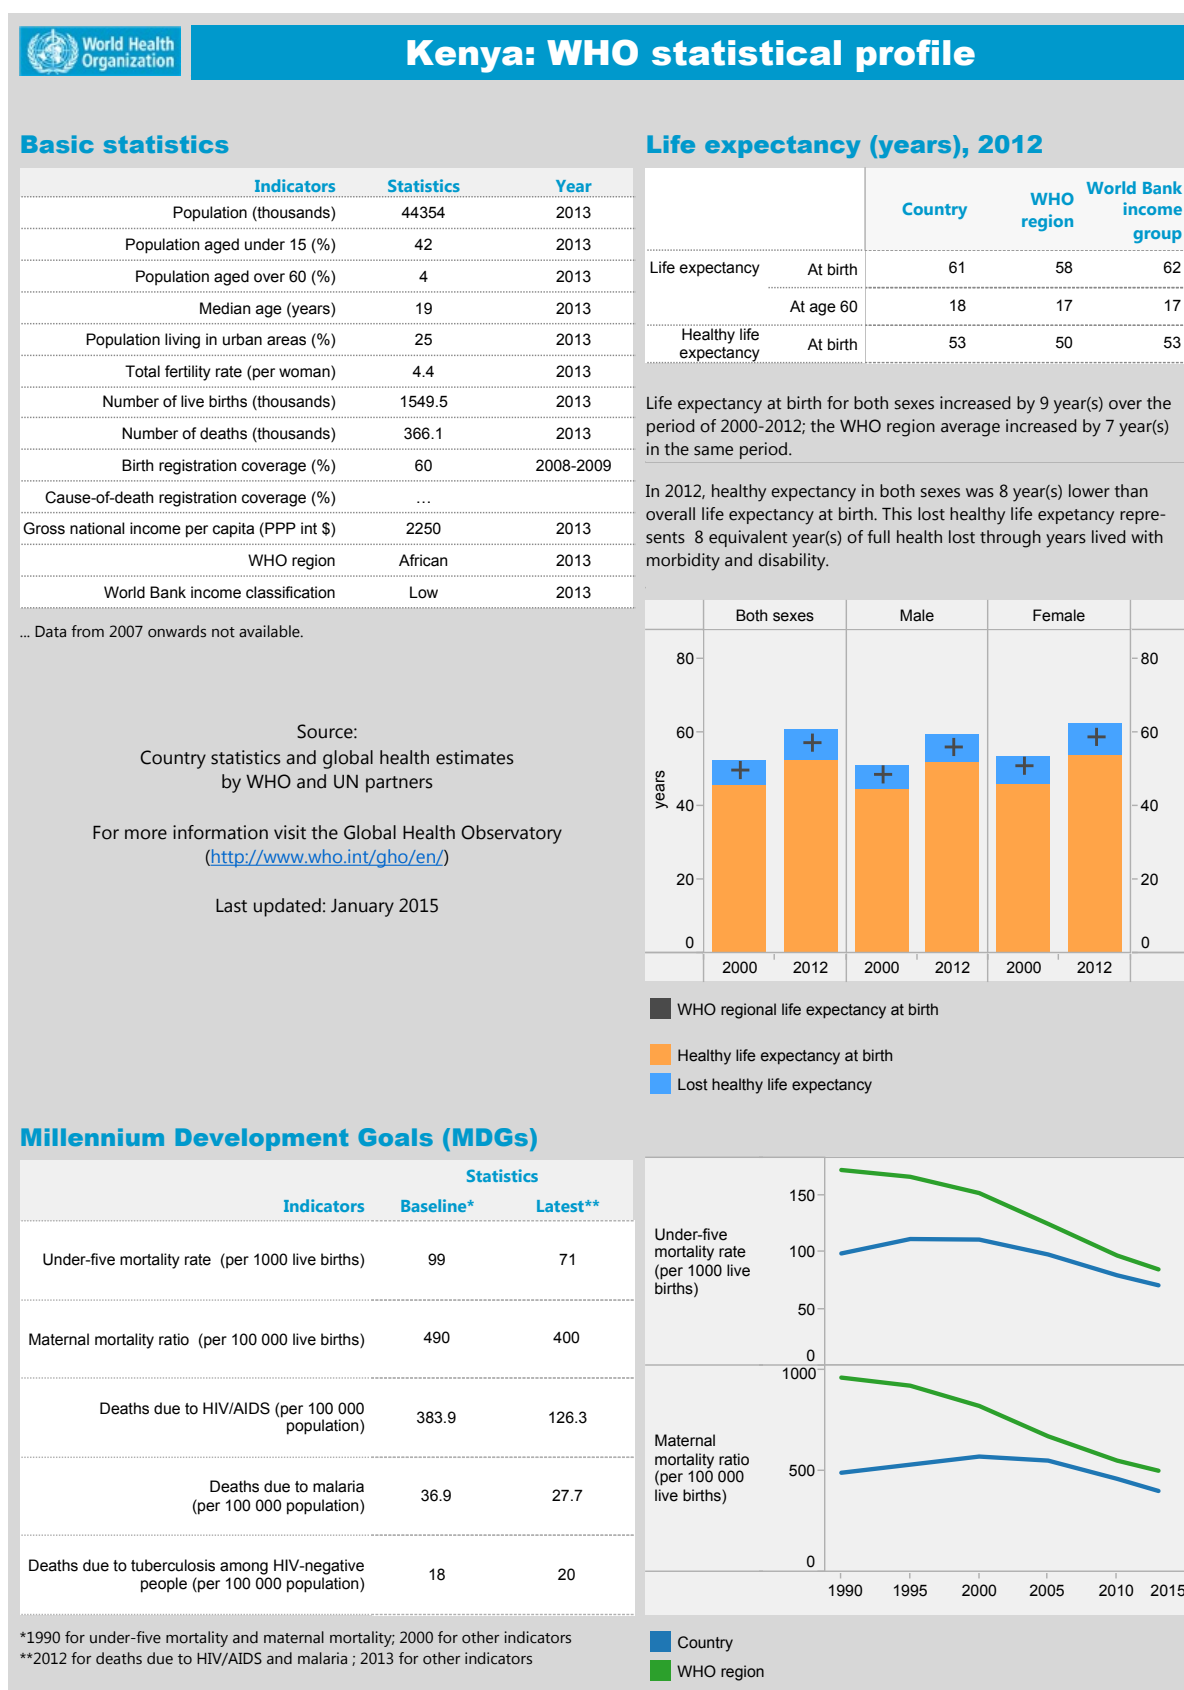 World Health
Organization
Kenya: WHO statistical profile
Basic statistics
Indicators Statistics Year
Population (thousands) 44354 2013
Population aged under 15 (%) 42 2013
Population aged over 60 (%) 4 2013
Median age (years) 19 2013
Population living in urban areas (%) 25 2013
Total fertility rate (per woman) 4.4 2013
Number of live births (thousands) 1549.5 2013
Number of deaths (thousands) 366.1 2013
Birth registration coverage (%) 60 2008-2009
Cause-of-death registration coverage (%) ...
Gross national income per capita (PPP int $) 2250 2013
WHO region African 2013
World Bank income classification Low 2013
... Data from 2007 onwards not available.
Source:
Country statistics and global health estimates
by WHO and UN partners
For more information visit the Global Health Observatory
(http://www.who.int/gho/en/)
Last updated: January 2015
Life expectancy (years), 2012
Country WHO region World Bank income group
Life expectancy At birth 61 58 62
At age 60 18 17 17
Healthy life
expectancy At birth 53 50 53
Life expectancy at birth for both sexes increased by 9 year(s) over the
period of 2000-2012; the WHO region average increased by 7 year(s)
in the same period.
In 2012, healthy expectancy in both sexes was 8 year(s) lower than
overall life expectancy at birth. This lost healthy life expetancy repre-
sents 8 equivalent year(s) of full health lost through years lived with
morbidity and disability.
Both sexes Male Female
80 80
60 60
years
40 40
20 20
0 0
2000 2012 2000 2012 2000 2012
WHO regional life expectancy at birth
Healthy life expectancy at birth
Lost healthy life expectancy
Millennium Development Goals (MDGs)
Statistics
Indicators Baseline* Latest**
Under-five mortality rate (per 1000 live births) 99 71
Maternal mortality ratio (per 100 000 live births) 490 400
Deaths due to HIV/AIDS (per 100 000
population) 383.9 126.3
Deaths due to malaria
(per 100 000 population) 36.9 27.7
Deaths due to tuberculosis among HIV-negative
people (per 100 000 population) 18 20
*1990 for under-five mortality and maternal mortality; 2000 for other indicators
**2012 for deaths due to HIV/AIDS and malaria ; 2013 for other indicators
Under-five
mortality rate
(per 1000 live
births)
150
100
50
0
Maternal
mortality ratio
(per 100 000
live births)
1000
500
0
1990 1995 2000 2005 2010 2015
Country
WHO region